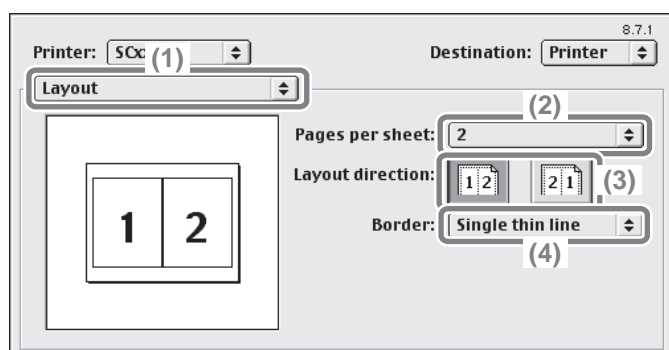 8.7.1
Printer: SCx
Destination: Printer
(1)
Layout
(2)
Pages per sheet: 2
Layout direction: 1 2 2 1 (3)
Border: Single thin line
(4)
1 2